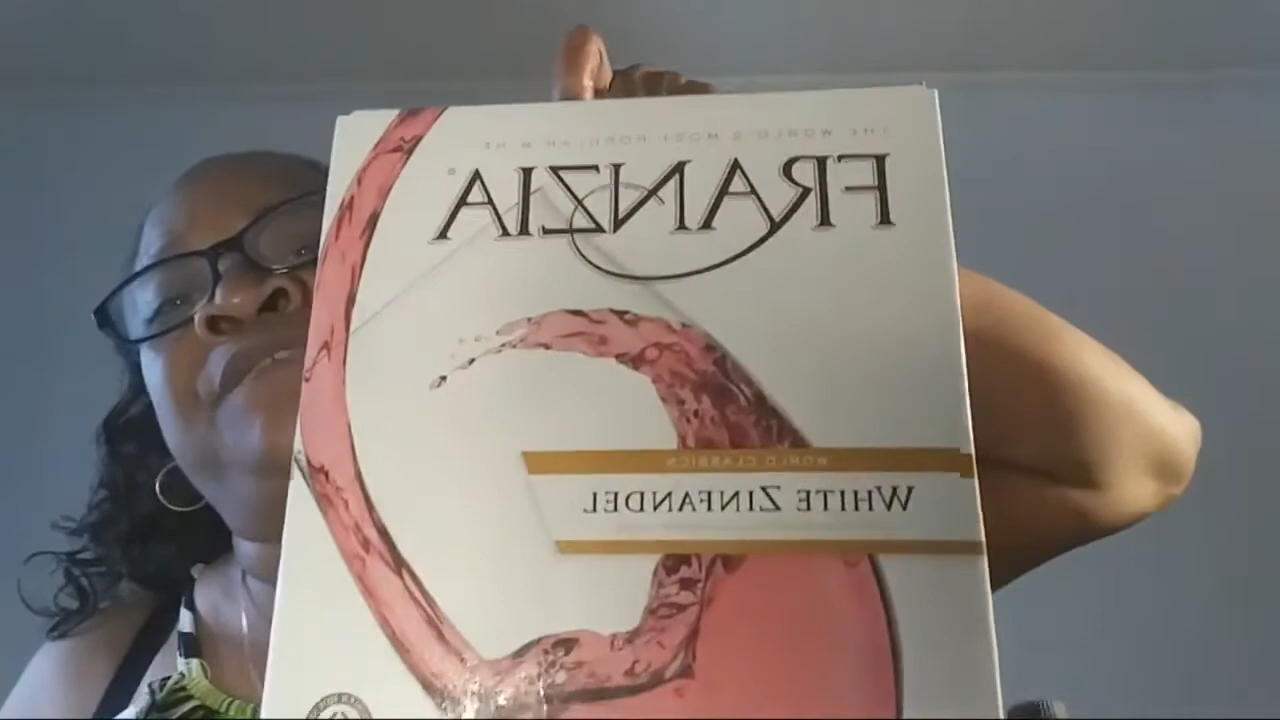 THE WORLD'S MOST POPULAR WINE
FRANZIA®
WORLD CLASSICS
WHITE ZINFANDEL